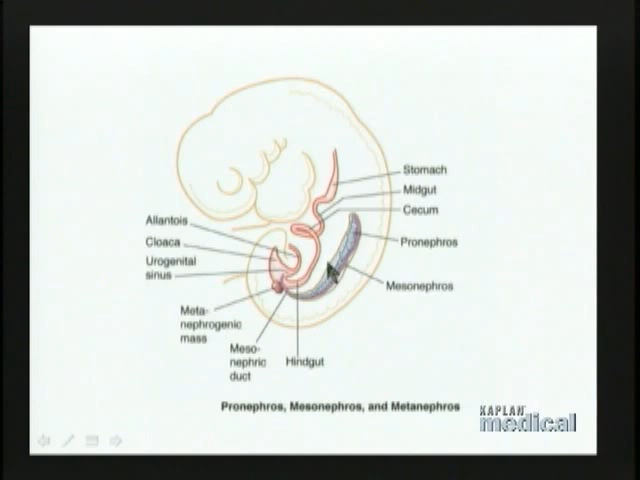 Stomach
Midgut
Cecum
Pronephros
Mesonephros
Allantois
Cloaca
Urogenital
sinus
Meta-
nephrogenic
mass
Meso-
nephric
duct
Hindgut
Pronephros, Mesonephros, and Metanephros
KAPLAN
medical